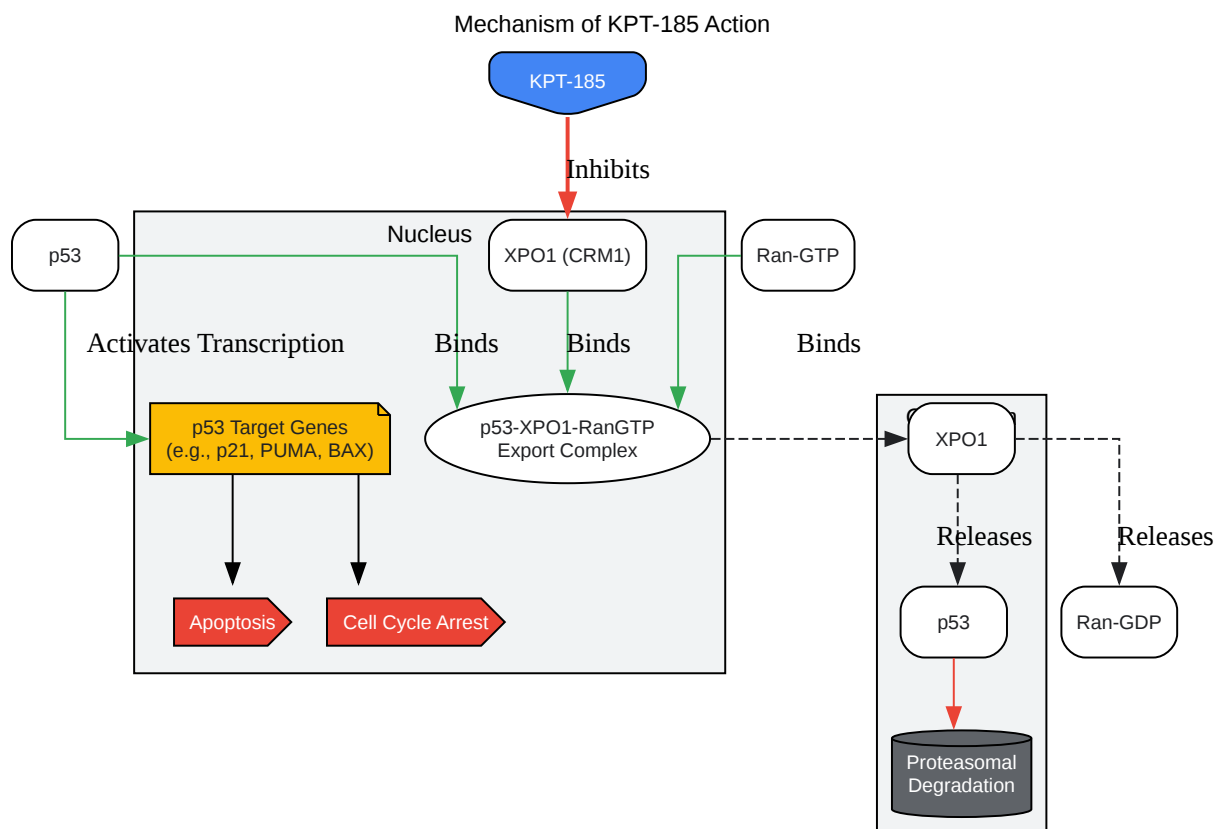 Mechanism of KPT-185 Action
KPT-185
Inhibits
Nucleus
p53
XPO1 (CRM1)
Ran-GTP
Activates Transcription
Binds
Binds
Binds
p53 Target Genes
(e.g., p21, PUMA, BAX)
p53-XPO1-RanGTP
Export Complex
XPO1
Releases
Releases
Apoptosis
Cell Cycle Arrest
p53
Ran-GDP
Proteasomal
Degradation